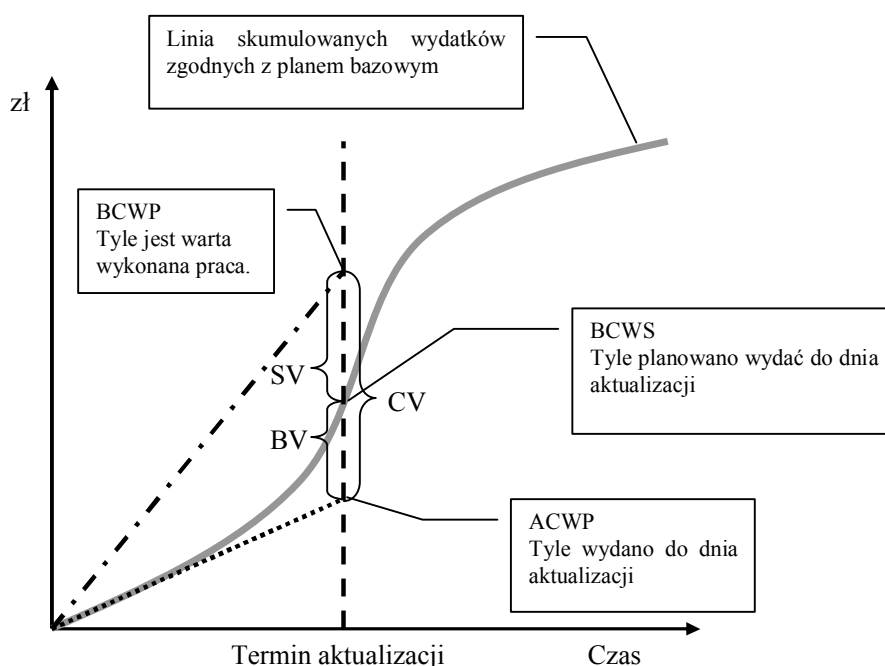 Linia skumulowanych wydatków
zgodnych z planem bazowym
zł
BCWP
Tyle jest warta
wykonana praca.
BCWS
Tyle planowano wydać do dnia
aktualizacji
SV
CV
BV
ACWP
Tyle wydano do dnia
aktualizacji
Termin aktualizacji
Czas